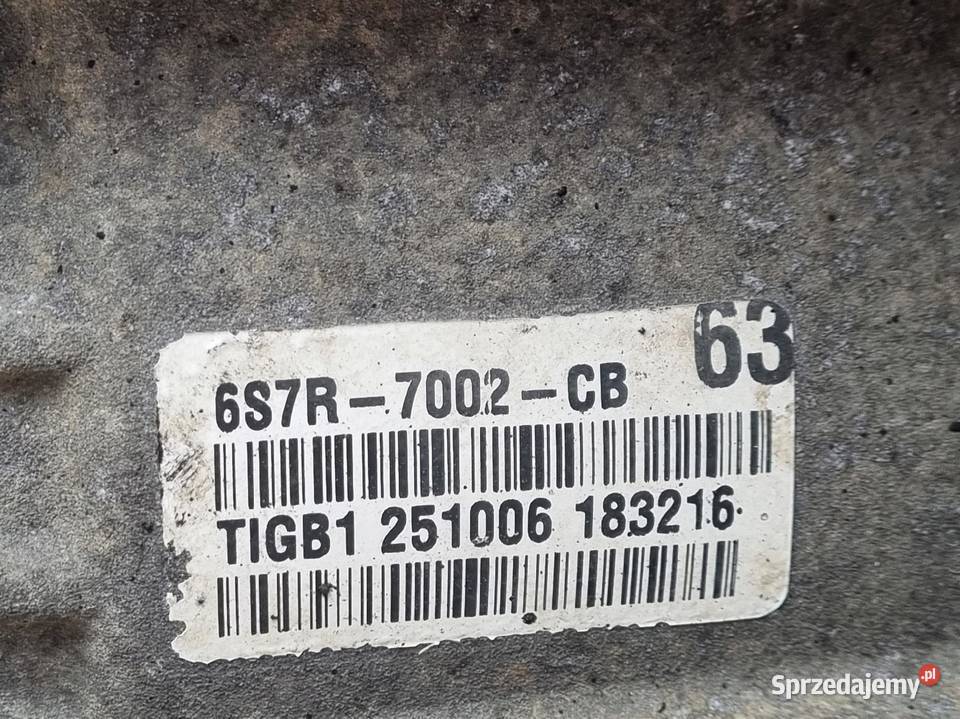 63
6S7R-7002-CB
TIGB1 251006 183216
Sprzedajemy.pl